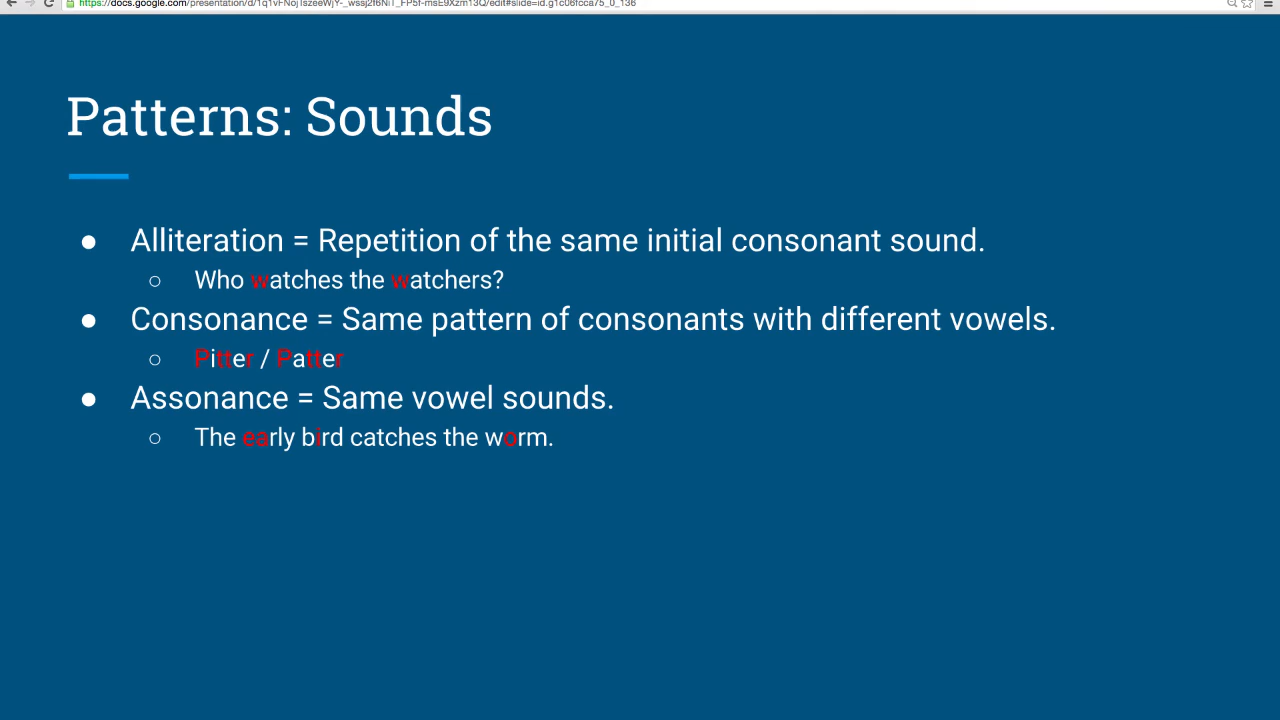 Patterns: Sounds
● Alliteration = Repetition of the same initial consonant sound.
○ Who watches the watchers?
● Consonance = Same pattern of consonants with different vowels.
○ Pitter / Patter
● Assonance = Same vowel sounds.
○ The early bird catches the worm.